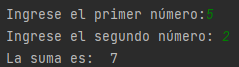 Ingrese el primer número:5
Ingrese el segundo número: 2
La suma es:  7